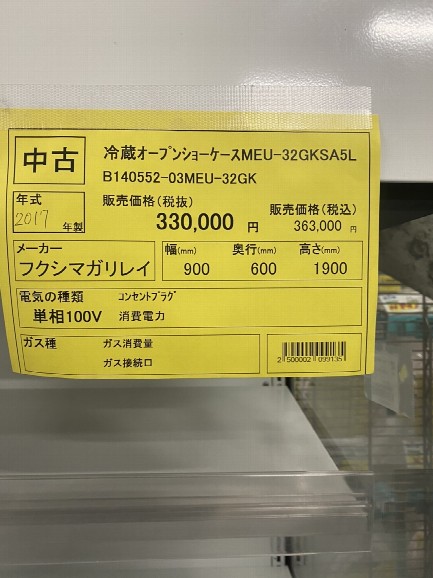 中古
冷蔵オープンショーケースMEU-32GKSA5L
B140552-03MEU-32GK
年式
2017 年製
販売価格(税抜)
330,000 円
販売価格(税込)
363,000 円
メーカー
フクシマガリレイ
幅(mm) 奥行(mm) 高さ(mm)
900 600 1900
電気の種類 コンセントプラグ
単相100V 消費電力
ガス種 ガス消費量
ガス接続口
2 500002 099135